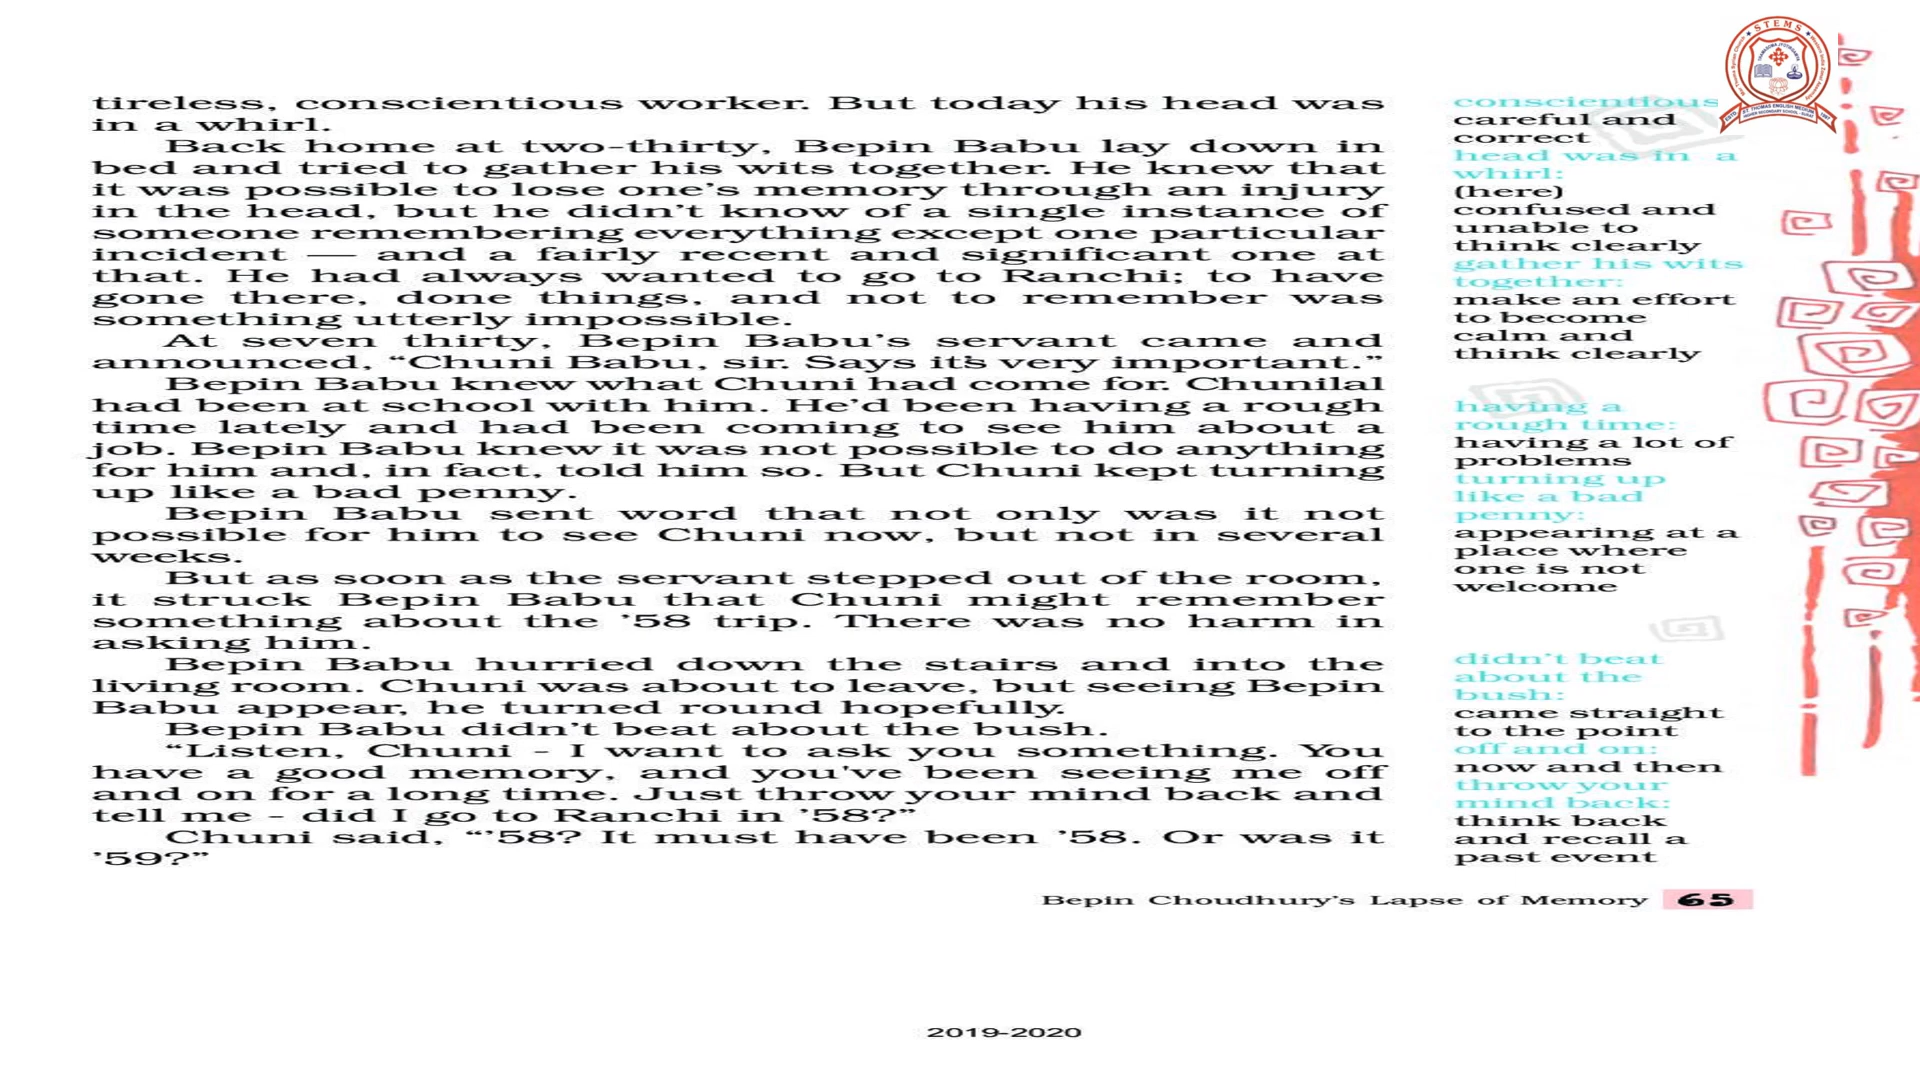 tireless, conscientious worker. But today his head was
in a whirl.
Back home at two-thirty, Bepin Babu lay down in
bed and tried to gather his wits together. He knew that
it was possible to lose one's memory through an injury
in the head, but he didn't know of a single instance of
someone remembering everything except one particular
incident — and a fairly recent and significant one at
that. He had always wanted to go to Ranchi; to have
gone there, done things, and not to remember was
something utterly impossible.
At seven thirty, Bepin Babu's servant came and
announced, “Chuni Babu, sir. Says it's very important.”
Bepin Babu knew what Chuni had come for. Chunilal
had been at school with him. He'd been having a rough
time lately and had been coming to see him about a
job. Bepin Babu knew it was not possible to do anything
for him and, in fact, told him so. But Chuni kept turning
up like a bad penny.
Bepin Babu sent word that not only was it not
possible for him to see Chuni now, but not in several
weeks.
But as soon as the servant stepped out of the room,
it struck Bepin Babu that Chuni might remember
something about the ’58 trip. There was no harm in
asking him.
Bepin Babu hurried down the stairs and into the
living room. Chuni was about to leave, but seeing Bepin
Babu appear, he turned round hopefully.
Bepin Babu didn't beat about the bush.
“Listen, Chuni - I want to ask you something. You
have a good memory, and you've been seeing me off
and on for a long time. Just throw your mind back and
tell me - did I go to Ranchi in ’58?”
Chuni said, “’58? It must have been ’58. Or was it
’59?”
conscientious
careful and
correct
head was in a
whirl:
(here)
confused and
unable to
think clearly
gather his wits
together:
make an effort
to become
calm and
think clearly
having a
rough time:
having a lot of
problems
turning up
like a bad
penny:
appearing at a
place where
one is not
welcome
didn't beat
about the
bush:
came straight
to the point
off and on:
now and then
throw your
mind back:
think back
and recall a
past event
Bepin Choudhury's Lapse of Memory 65
2019-2020
STEMS